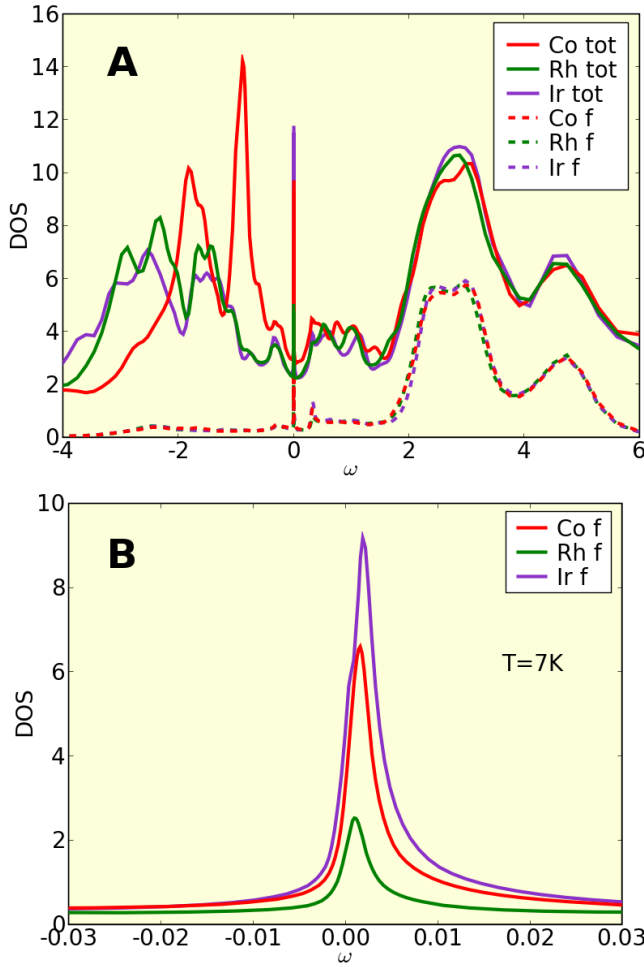 A
DOS
16
14
12
10
8
6
4
2
0
-4 -2 0 2 4 6
ω
Co tot
Rh tot
Ir tot
Co f
Rh f
Ir f
B
DOS
10
8
6
4
2
0
-0.03 -0.02 -0.01 0.00 0.01 0.02 0.03
ω
Co f
Rh f
Ir f
T=7K